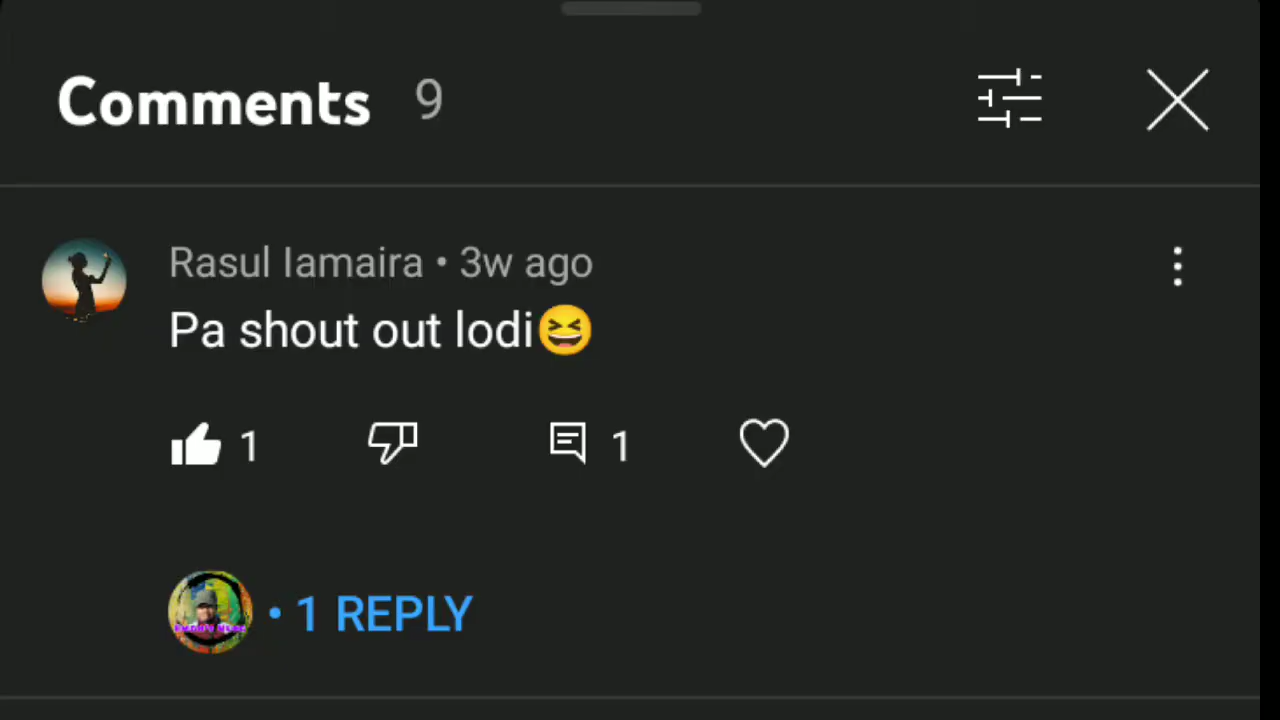 Comments 9
Rasul Iamaira • 3w ago
Pa shout out lodi😆
1 1
• 1 REPLY